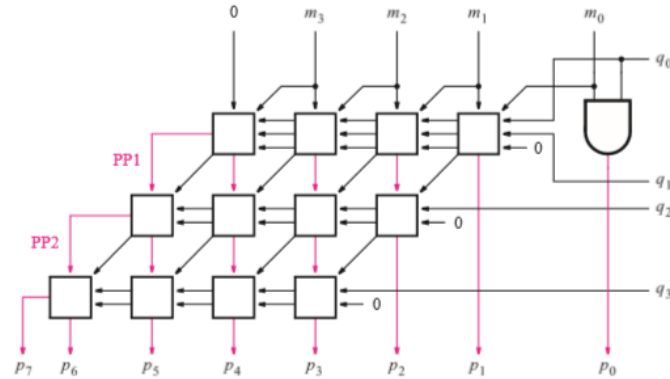 0 m₃ m₂ m₁ m₀
q₀
PP1
0
q₁
q₂
0
PP2
q₃
0
p₇ p₆ p₅ p₄ p₃ p₂ p₁ p₀